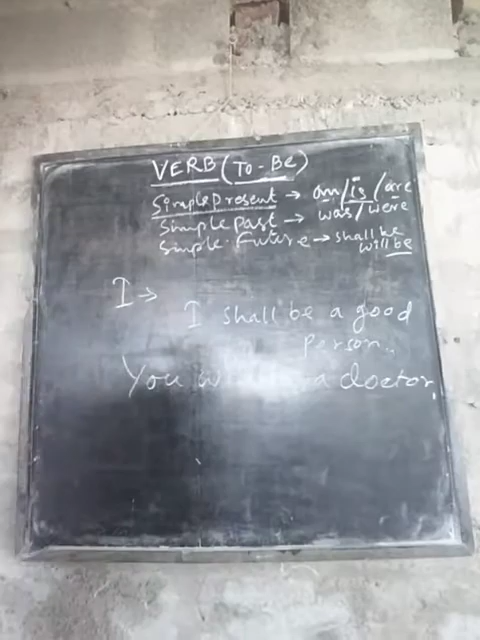 VERB (To-Be)
Simple present → am/is/are
Simple past → was/were
Simple Future → shall be
will be
I →
I shall be a good
person.
You a doctor.